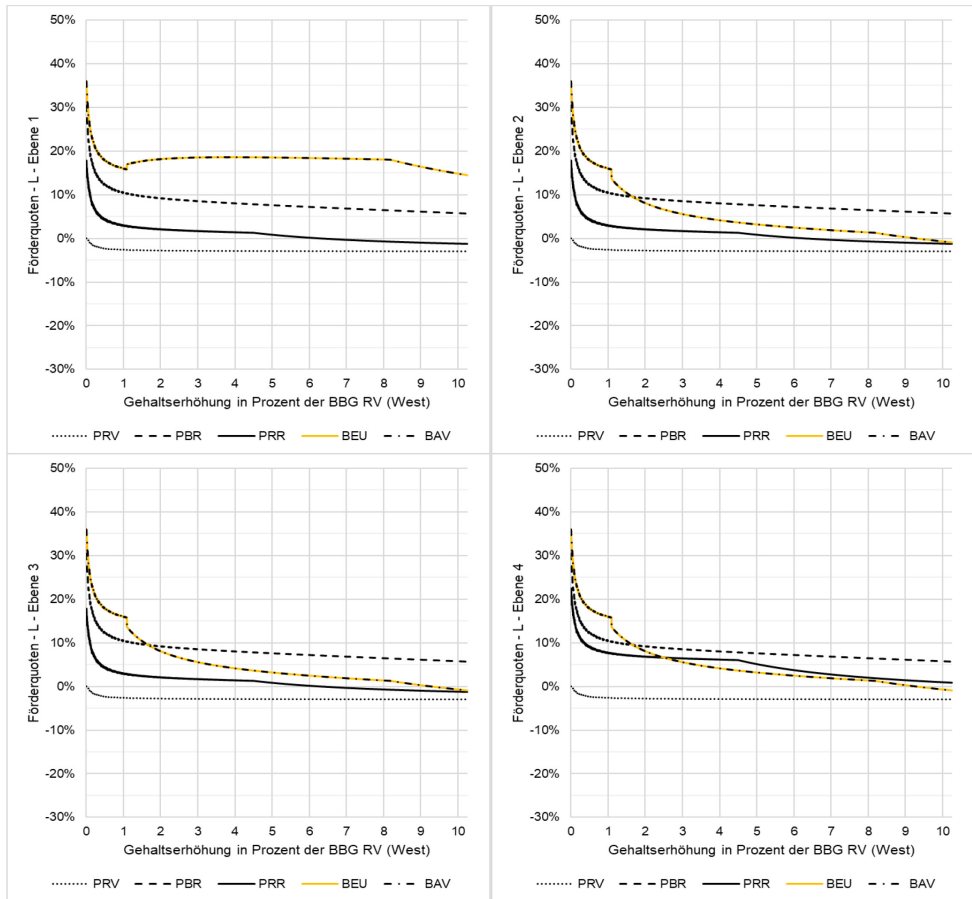 50%
40%
30%
20%
10%
0%
-10%
-20%
-30%
Förderquoten - L - Ebene 1
0 1 2 3 4 5 6 7 8 9 10
Gehaltserhöhung in Prozent der BBG RV (West)
PRV PBR PRR BEU BAV
50%
40%
30%
20%
10%
0%
-10%
-20%
-30%
Förderquoten - L - Ebene 2
0 1 2 3 4 5 6 7 8 9 10
Gehaltserhöhung in Prozent der BBG RV (West)
PRV PBR PRR BEU BAV
50%
40%
30%
20%
10%
0%
-10%
-20%
-30%
Förderquoten - L - Ebene 3
0 1 2 3 4 5 6 7 8 9 10
Gehaltserhöhung in Prozent der BBG RV (West)
PRV PBR PRR BEU BAV
50%
40%
30%
20%
10%
0%
-10%
-20%
-30%
Förderquoten - L - Ebene 4
0 1 2 3 4 5 6 7 8 9 10
Gehaltserhöhung in Prozent der BBG RV (West)
PRV PBR PRR BEU BAV